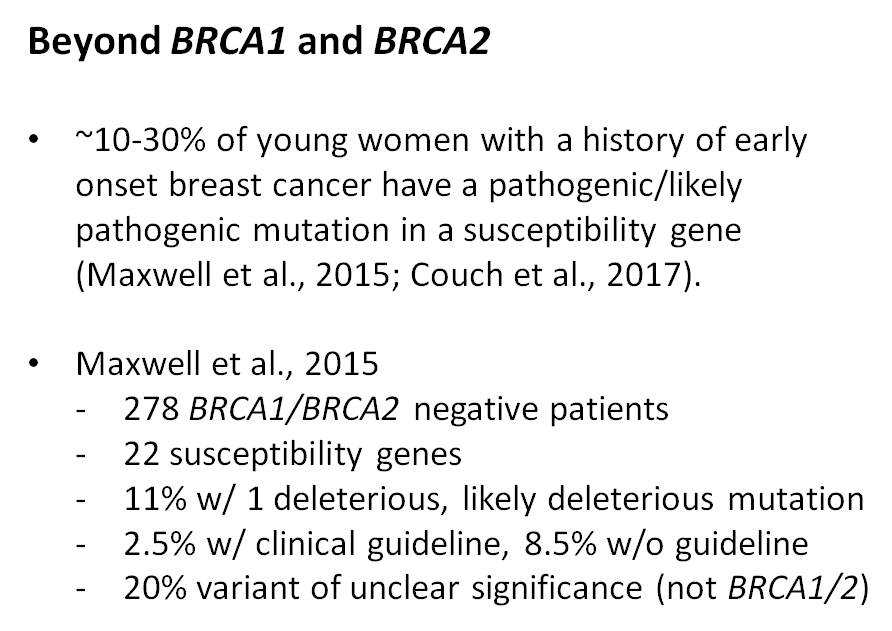 Beyond BRCA1 and BRCA2
• ~10-30% of young women with a history of early
onset breast cancer have a pathogenic/likely
pathogenic mutation in a susceptibility gene
(Maxwell et al., 2015; Couch et al., 2017).
• Maxwell et al., 2015
- 278 BRCA1/BRCA2 negative patients
- 22 susceptibility genes
- 11% w/ 1 deleterious, likely deleterious mutation
- 2.5% w/ clinical guideline, 8.5% w/o guideline
- 20% variant of unclear significance (not BRCA1/2)